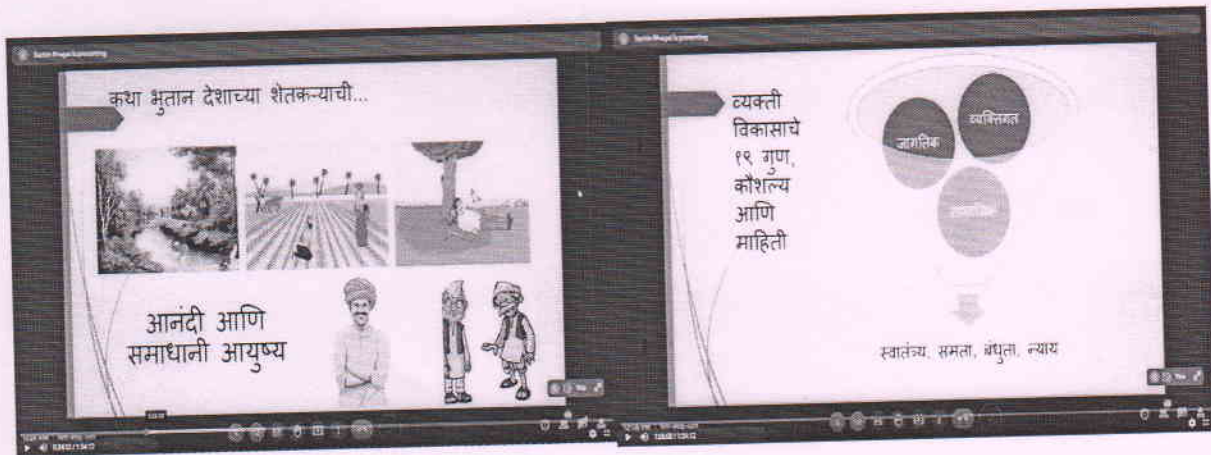 कथा भुतान देशाच्या शेतकऱ्याची...
आनंदी आणि
समाधानी आयुष्य
व्यक्ती
विकासाचे
१९ गुण,
कौशल्य
आणि
माहिती
जागतिक
व्यक्तिगत
स्वातंत्र्य, समता, बंधुता, न्याय